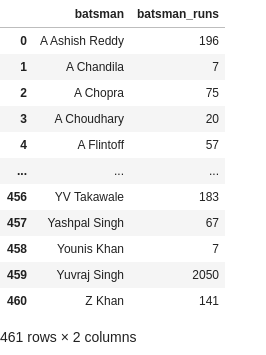 batsman batsman_runs
0 A Ashish Reddy 196
1 A Chandila 7
2 A Chopra 75
3 A Choudhary 20
4 A Flintoff 57
... ... ...
456 YV Takawale 183
457 Yashpal Singh 67
458 Younis Khan 7
459 Yuvraj Singh 2050
460 Z Khan 141
461 rows × 2 columns